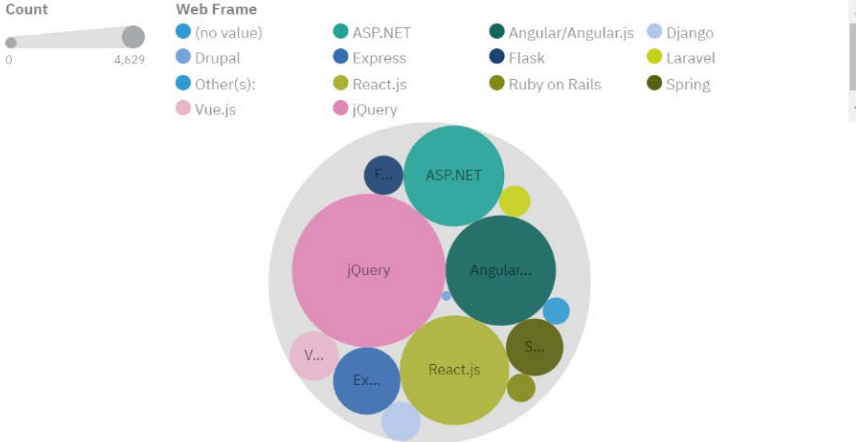 Count
0 4,629
Web Frame
(no value) ASP.NET Angular/Angular.js Django
Drupal Express Flask Laravel
Other(s): React.js Ruby on Rails Spring
Vue.js jQuery
F... ASP.NET
jQuery Angular...
V... Ex... React.js S...